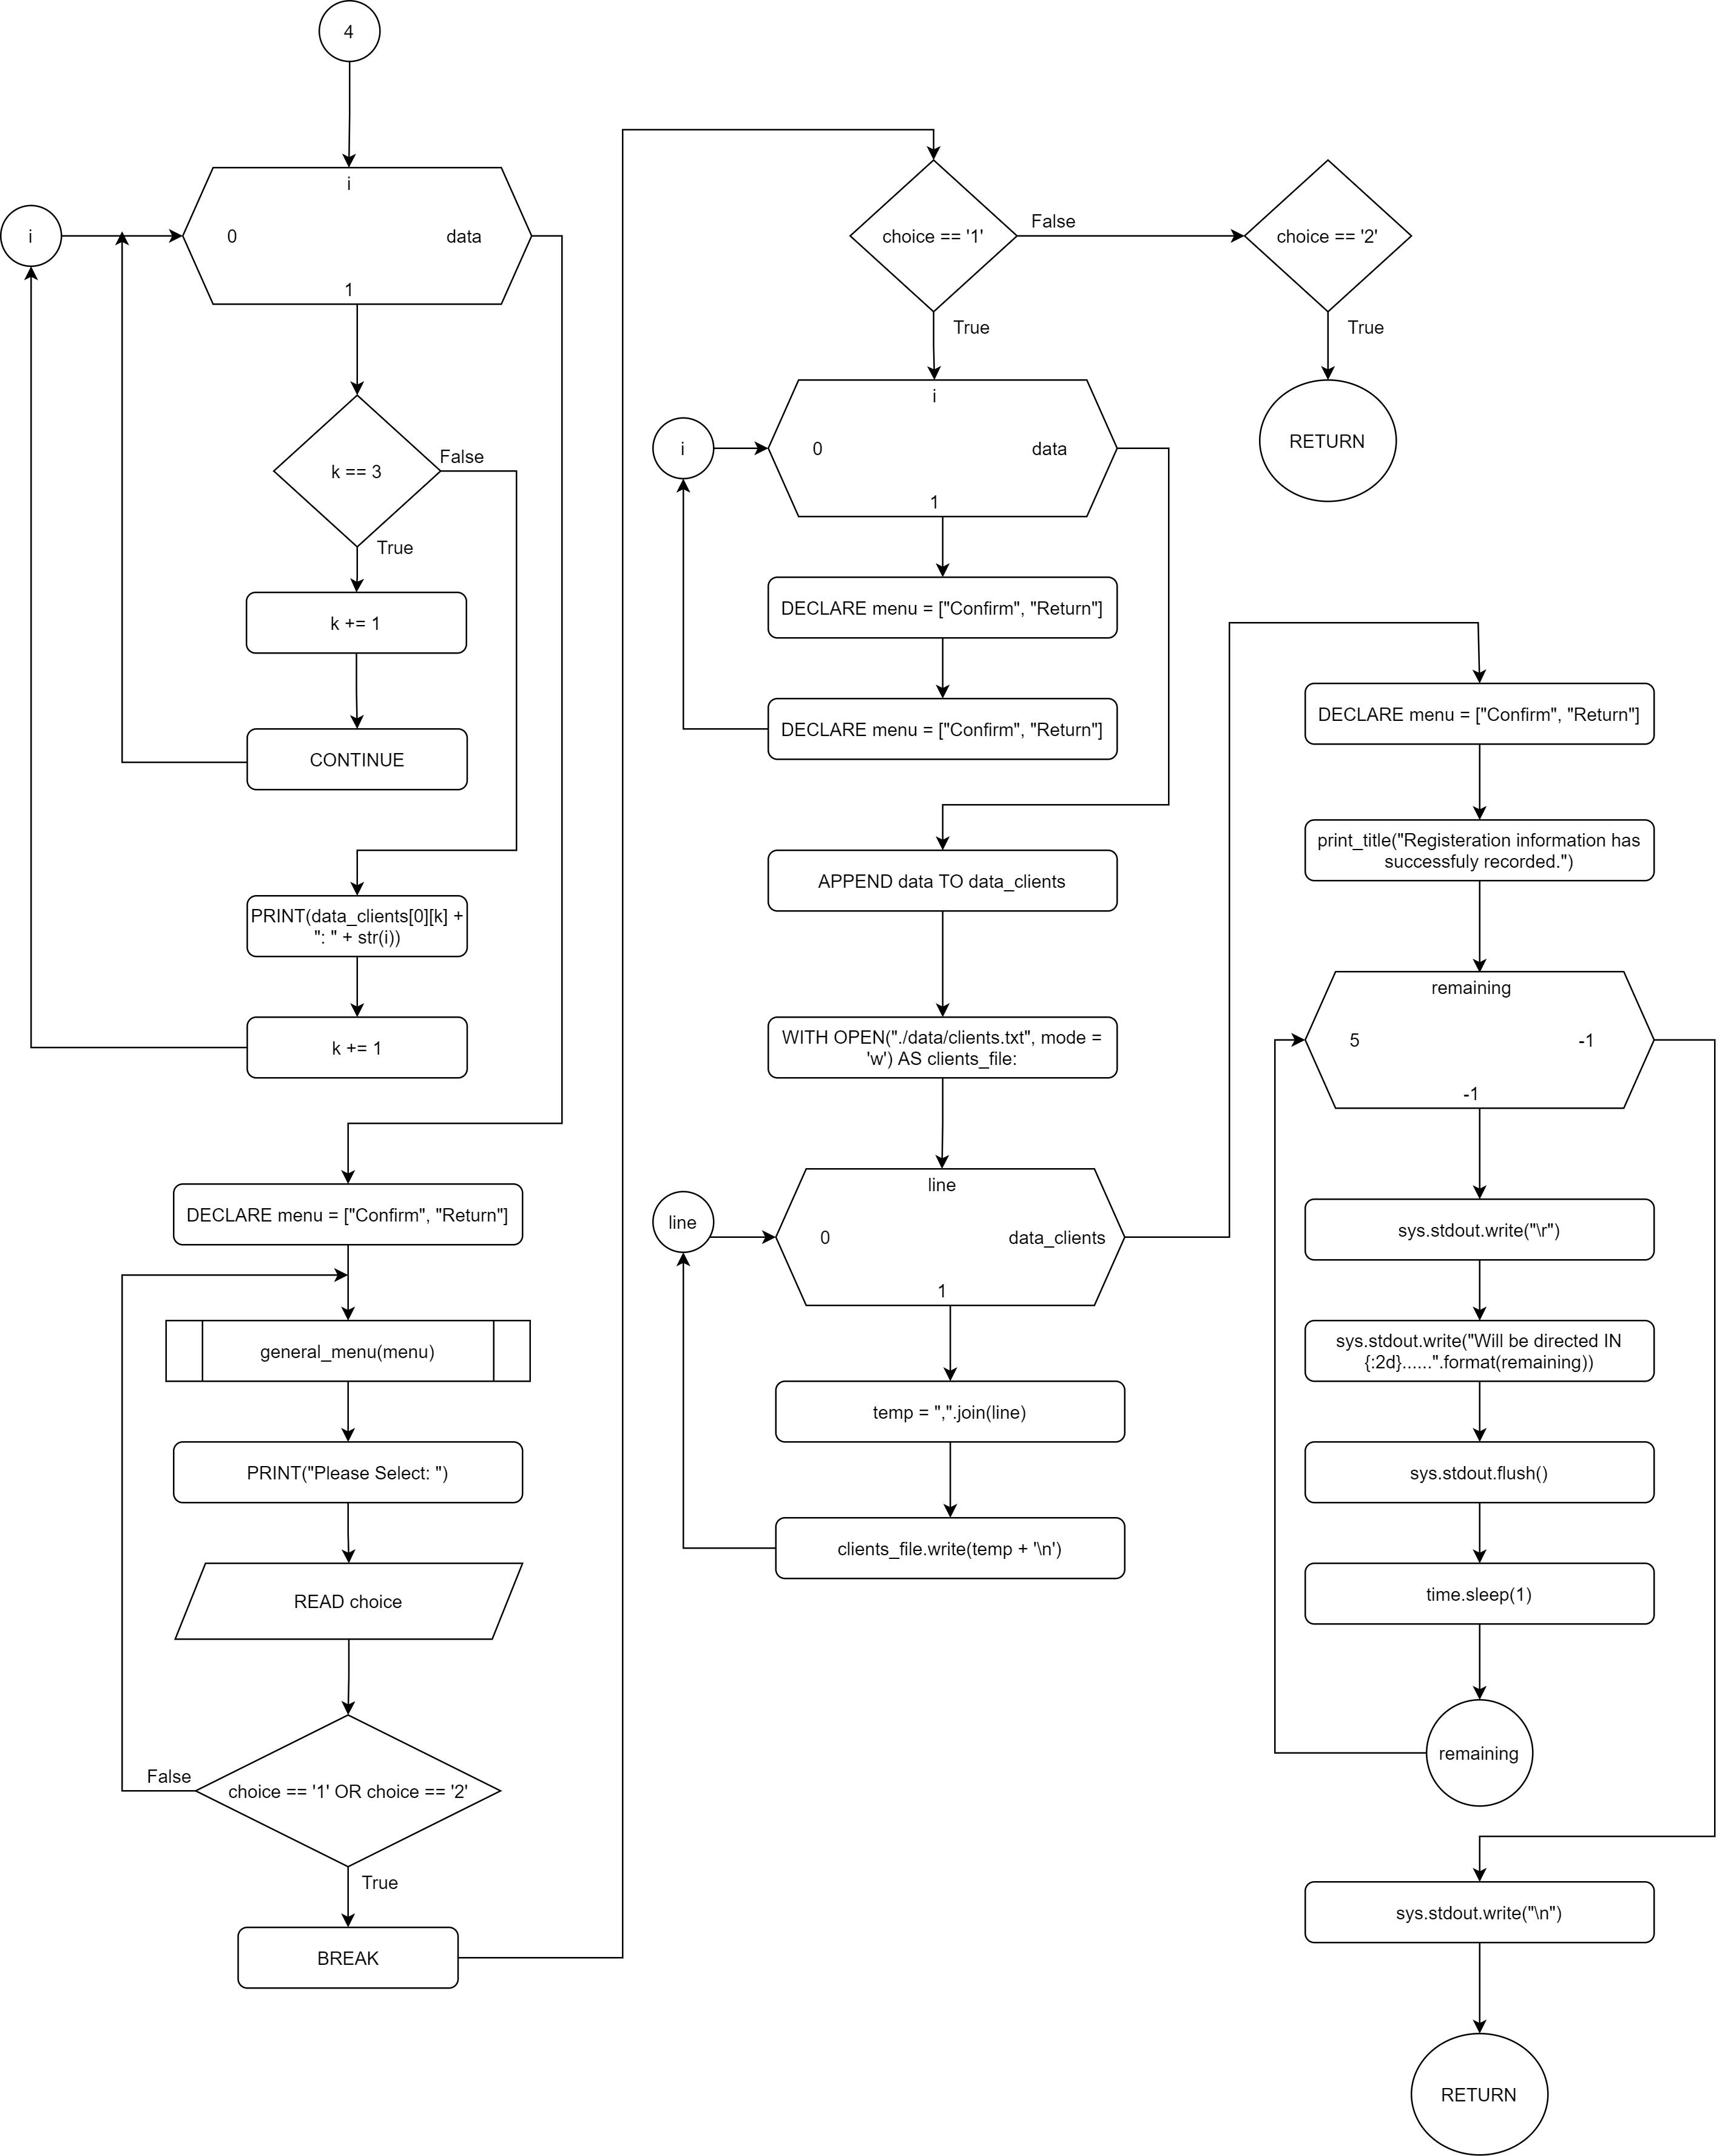 4
i
i
0
data
1
k == 3
False
True
k += 1
CONTINUE
PRINT(data_clients[0][k] +
": " + str(i))
k += 1
DECLARE menu = ["Confirm", "Return"]
general_menu(menu)
PRINT("Please Select: ")
READ choice
choice == '1' OR choice == '2'
False
True
BREAK
choice == '1'
False
True
choice == '2'
True
RETURN
i
i
0
data
1
DECLARE menu = ["Confirm", "Return"]
DECLARE menu = ["Confirm", "Return"]
APPEND data TO data_clients
WITH OPEN("./data/clients.txt", mode =
'w') AS clients_file:
line
line
0
data_clients
1
temp = ",".join(line)
clients_file.write(temp + '\n')
DECLARE menu = ["Confirm", "Return"]
print_title("Registeration information has
successfuly recorded.")
remaining
5
-1
-1
sys.stdout.write("\r")
sys.stdout.write("Will be directed IN
{:2d}......".format(remaining))
sys.stdout.flush()
time.sleep(1)
remaining
sys.stdout.write("\n")
RETURN